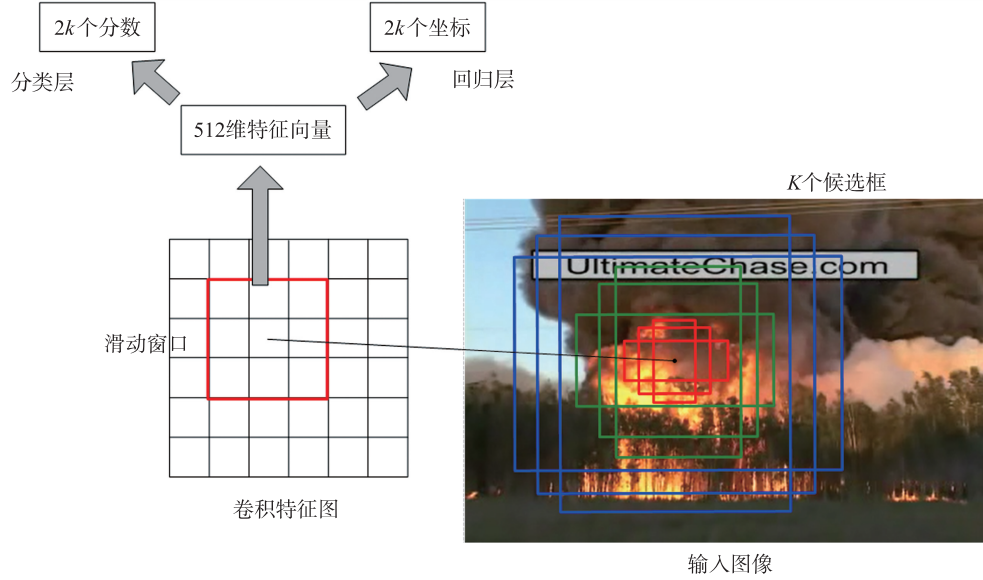 2k个分数
2k个坐标
分类层
回归层
512维特征向量
K个候选框
UltimateChase.com
滑动窗口
卷积特征图
输入图像